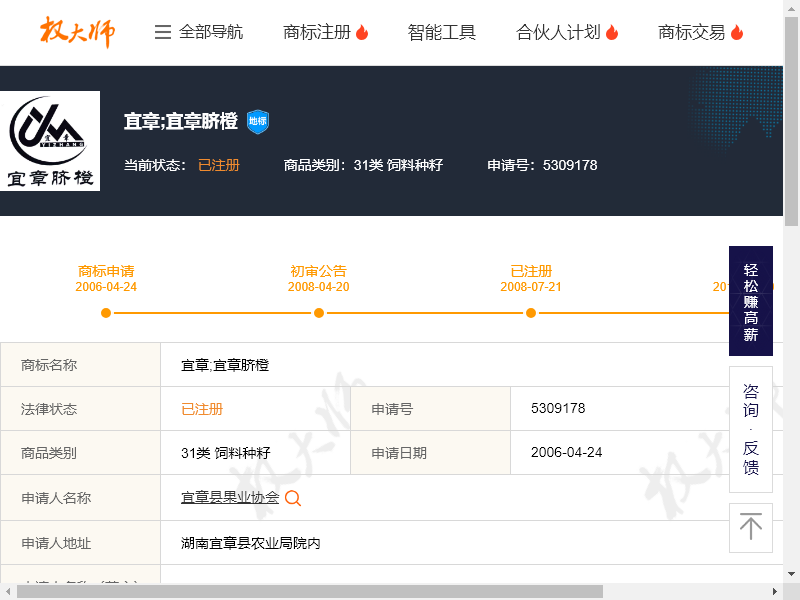 权大师
全部导航
商标注册
智能工具
合伙人计划
商标交易
宜章
YIZHANG
宜章脐橙
宜章;宜章脐橙
地标
当前状态： 已注册
商品类别：31类 饲料种籽
申请号：5309178
商标申请
2006-04-24
初审公告
2008-04-20
已注册
2008-07-21
轻松赚高薪
咨询·反馈
商标名称
宜章;宜章脐橙
法律状态
已注册
申请号
5309178
商品类别
31类 饲料种籽
申请日期
2006-04-24
申请人名称
宜章县果业协会
申请人地址
湖南宜章县农业局院内
权大师